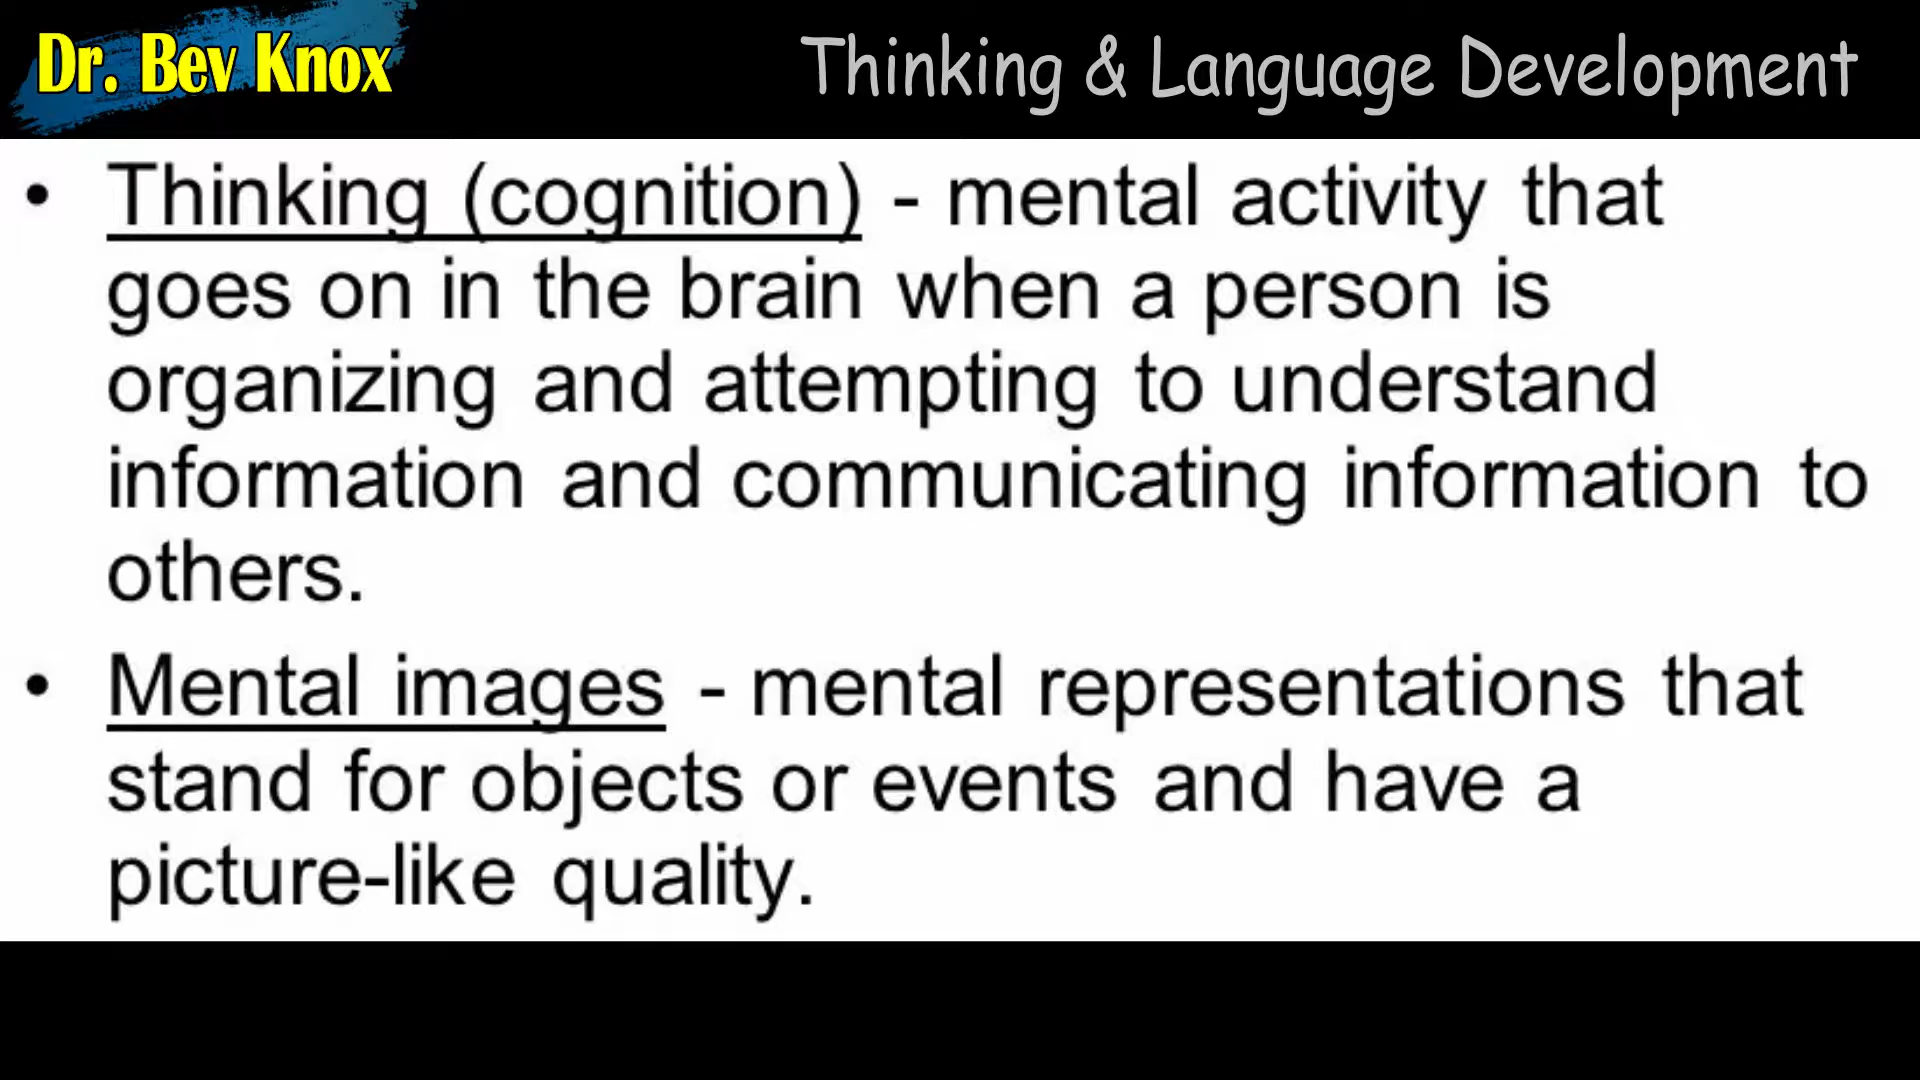 Dr. Bev Knox
Thinking & Language Development
• Thinking (cognition) - mental activity that
goes on in the brain when a person is
organizing and attempting to understand
information and communicating information to
others.
• Mental images - mental representations that
stand for objects or events and have a
picture-like quality.